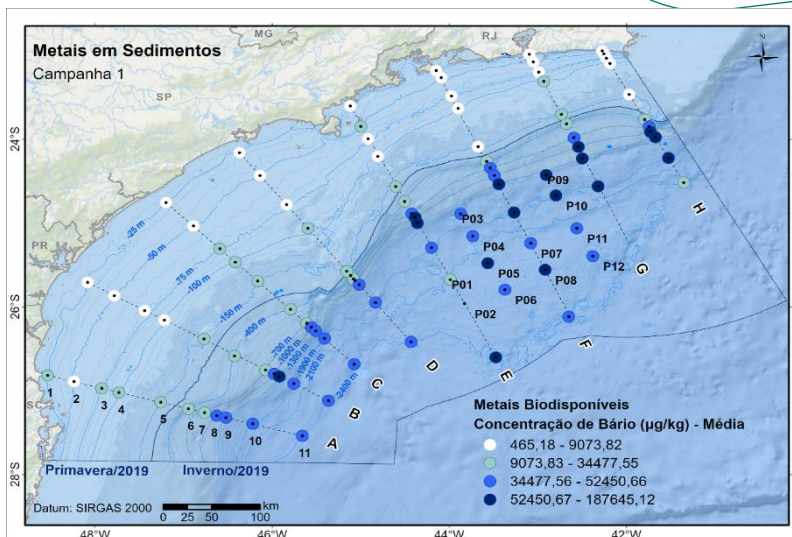 MG
RJ
Metais em Sedimentos
Campanha 1
SP
24°S
-25 m
-50 m
-75 m
-100 m
-150 m
-400 m
PR
P09
P10
H
P03
P04
P11
P07
G
P12
P05
P01
P08
P06
P02
26°S
-700 m
-1000 m
-1300 m
-1900 m
-2100 m
-2400 m
F
E
D
C
B
A
SC
1
2
3
4
5
6
7
8
9
10
11
Metais Biodisponíveis
Concentração de Bário (µg/kg) - Média
465,18 - 9073,82
9073,83 - 34477,55
34477,56 - 52450,66
52450,67 - 187645,12
Primavera/2019
Inverno/2019
28°S
Datum: SIRGAS 2000
km
0
25
50
100
48°W
46°W
44°W
42°W